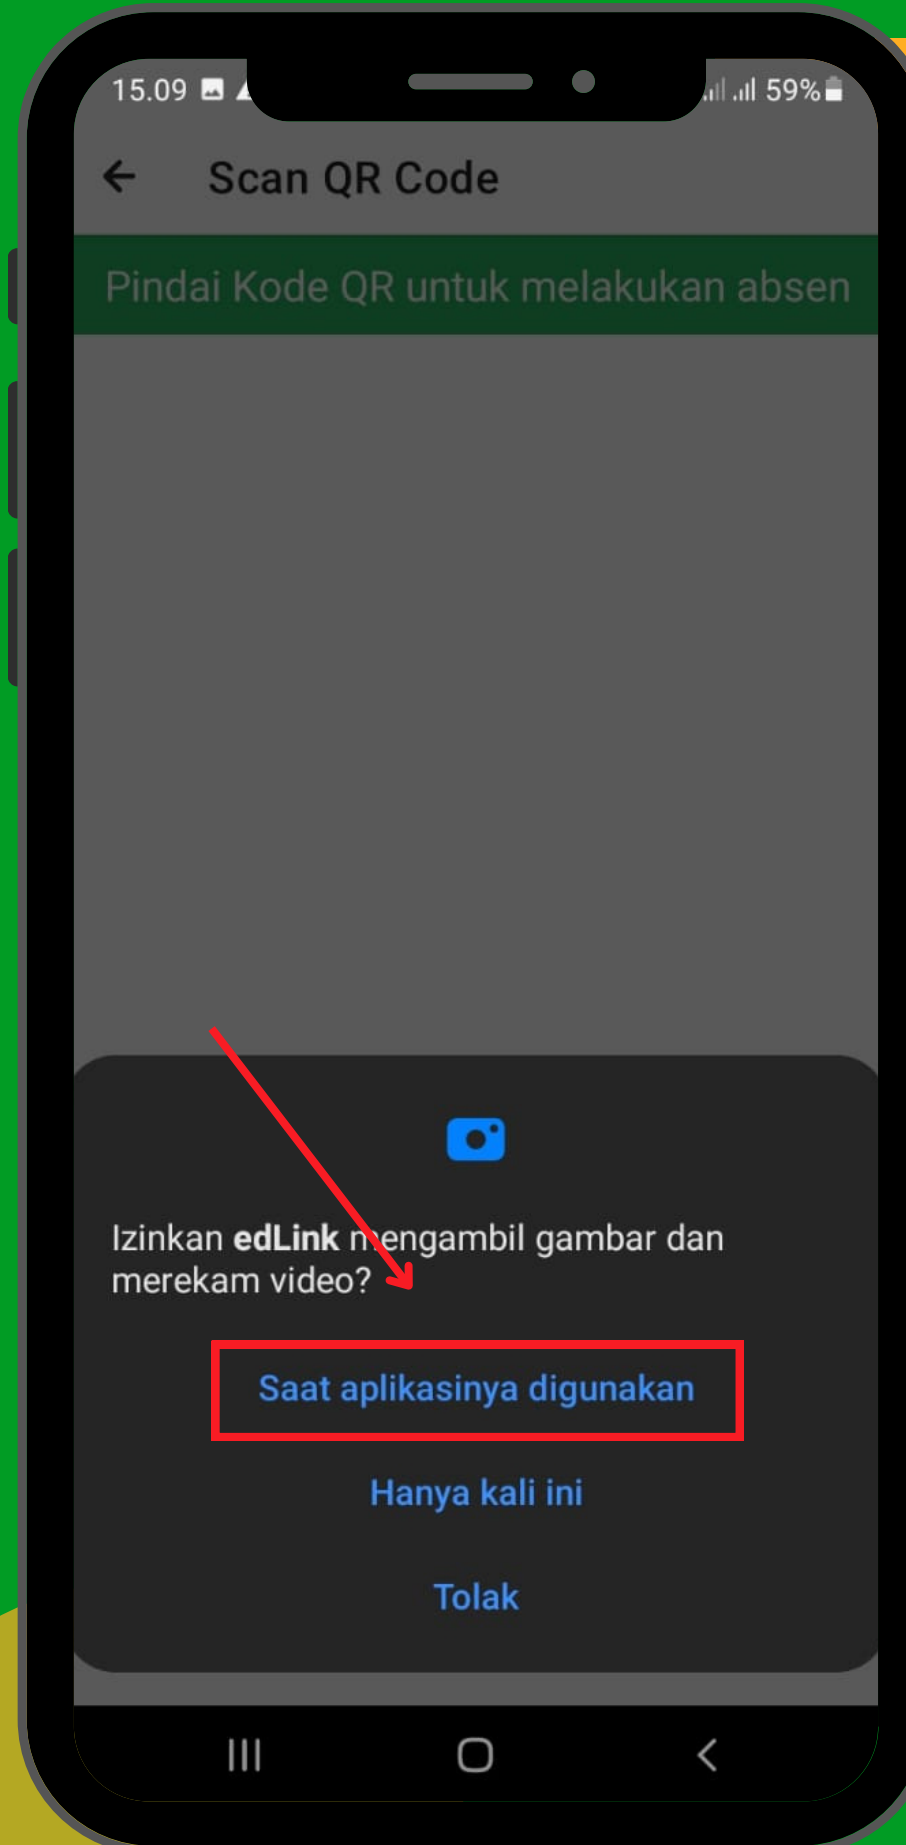 15.09
59%
Scan QR Code
Pindai Kode QR untuk melakukan absen
Izinkan edLink mengambil gambar dan
merekam video?
Saat aplikasinya digunakan
Hanya kali ini
Tolak